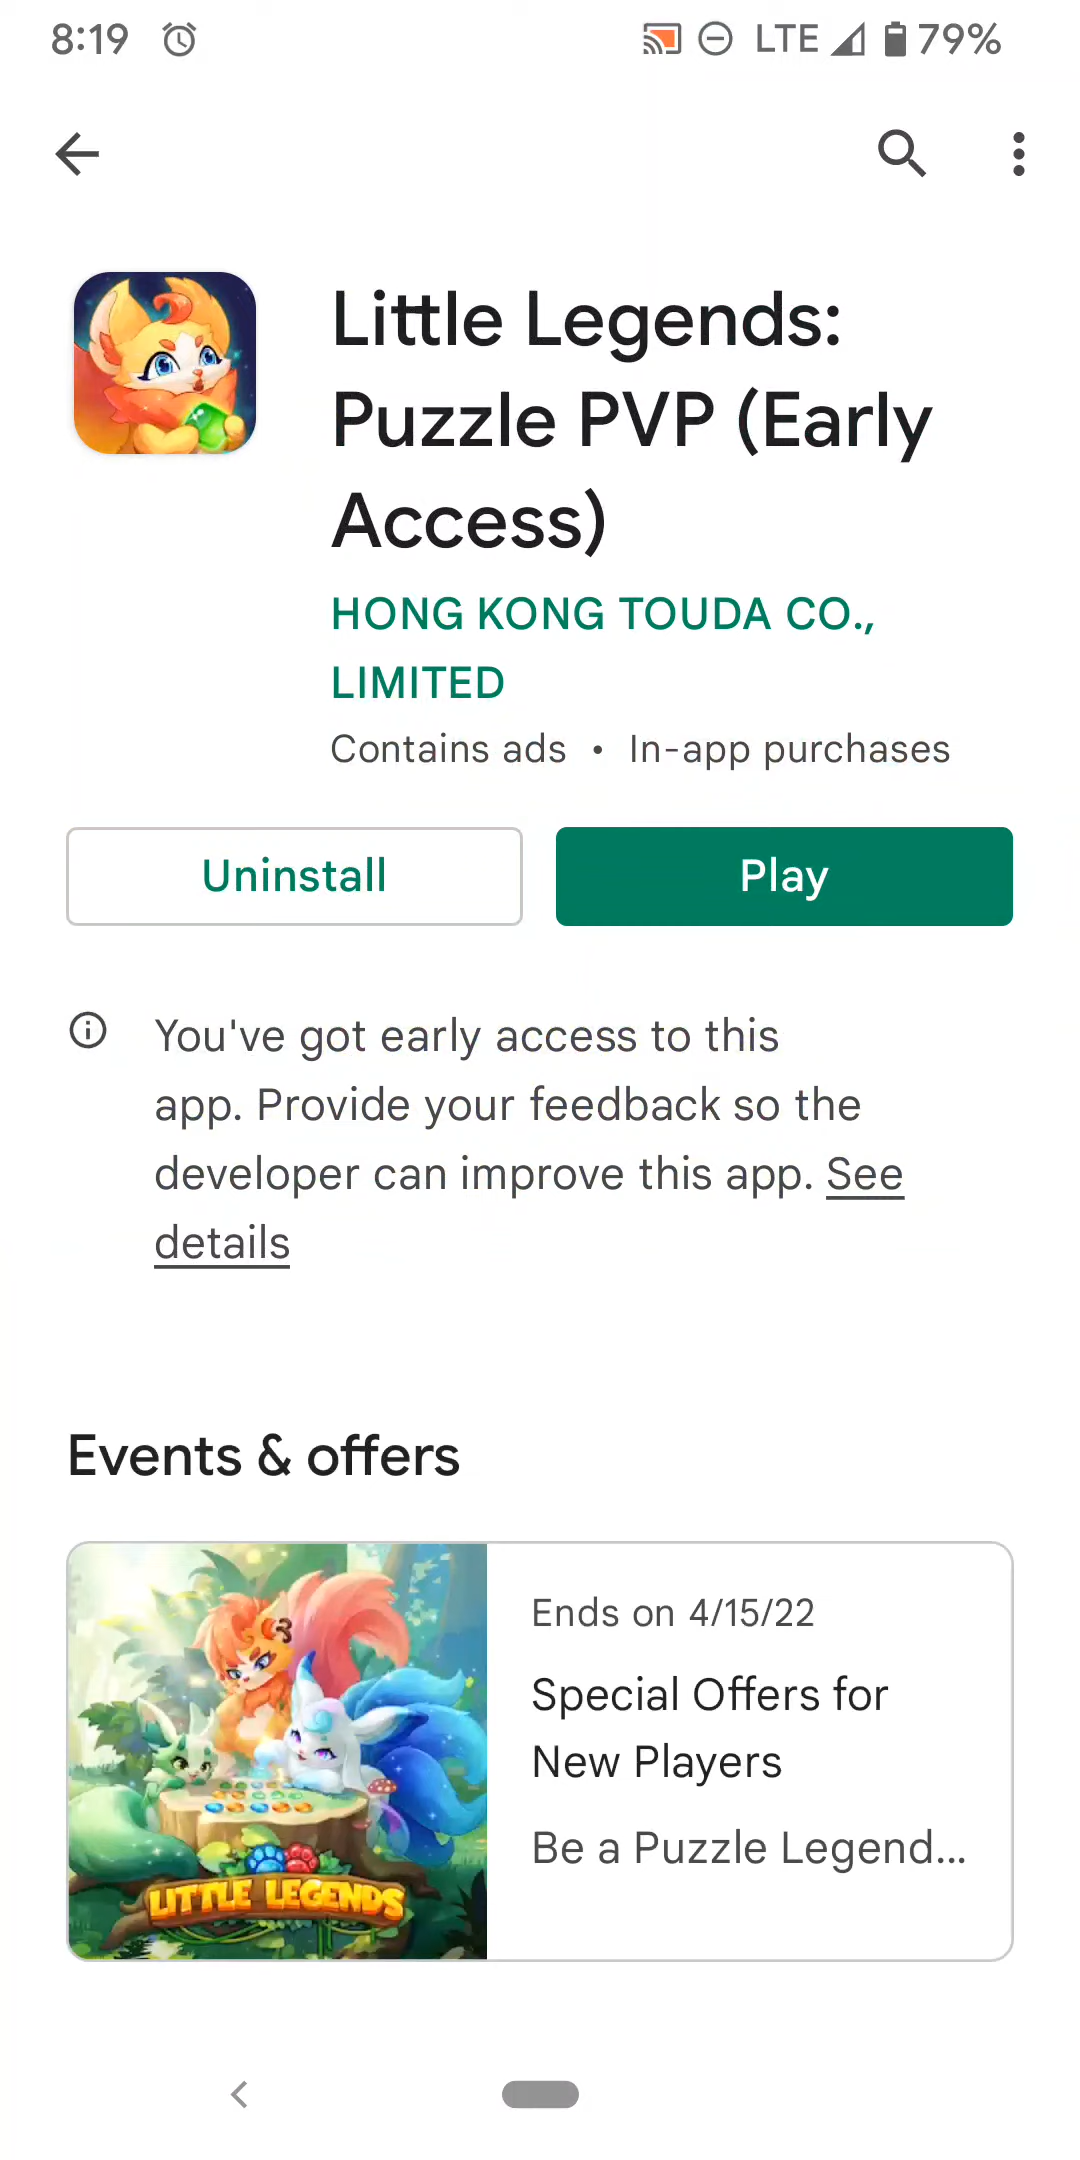 8:19 LTE 79%
Little Legends:
Puzzle PVP (Early
Access)
HONG KONG TOUDA CO.,
LIMITED
Contains ads • In-app purchases
Uninstall Play
You've got early access to this
app. Provide your feedback so the
developer can improve this app. See
details
Events & offers
Ends on 4/15/22
Special Offers for
New Players
Be a Puzzle Legend...
LITTLE LEGENDS